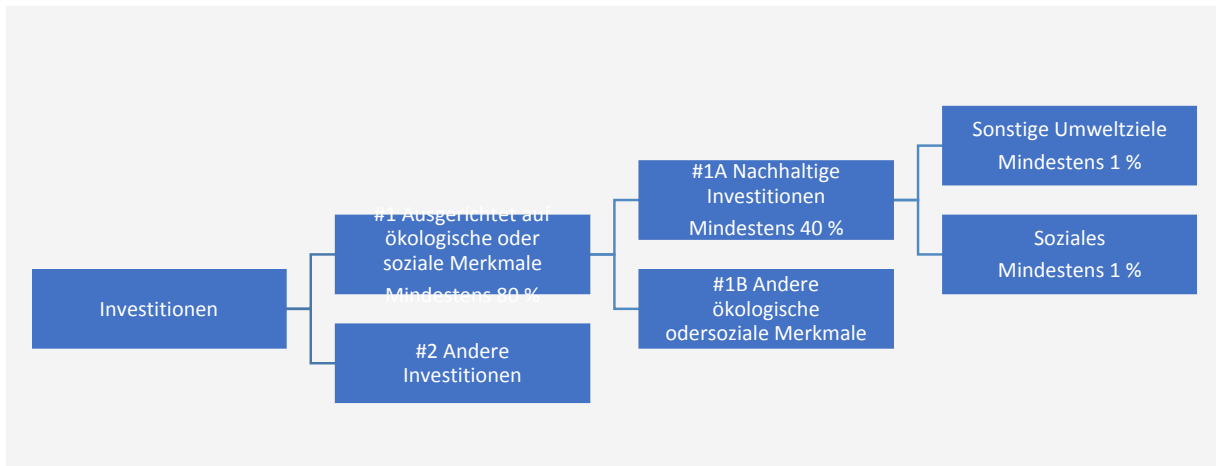 Investitionen
#1 Ausgerichtet auf
ökologische oder
soziale Merkmale
Mindestens 80 %
#2 Andere
Investitionen
#1A Nachhaltige
Investitionen
Mindestens 40 %
#1B Andere
ökologische
odersoziale Merkmale
Sonstige Umweltziele
Mindestens 1 %
Soziales
Mindestens 1 %